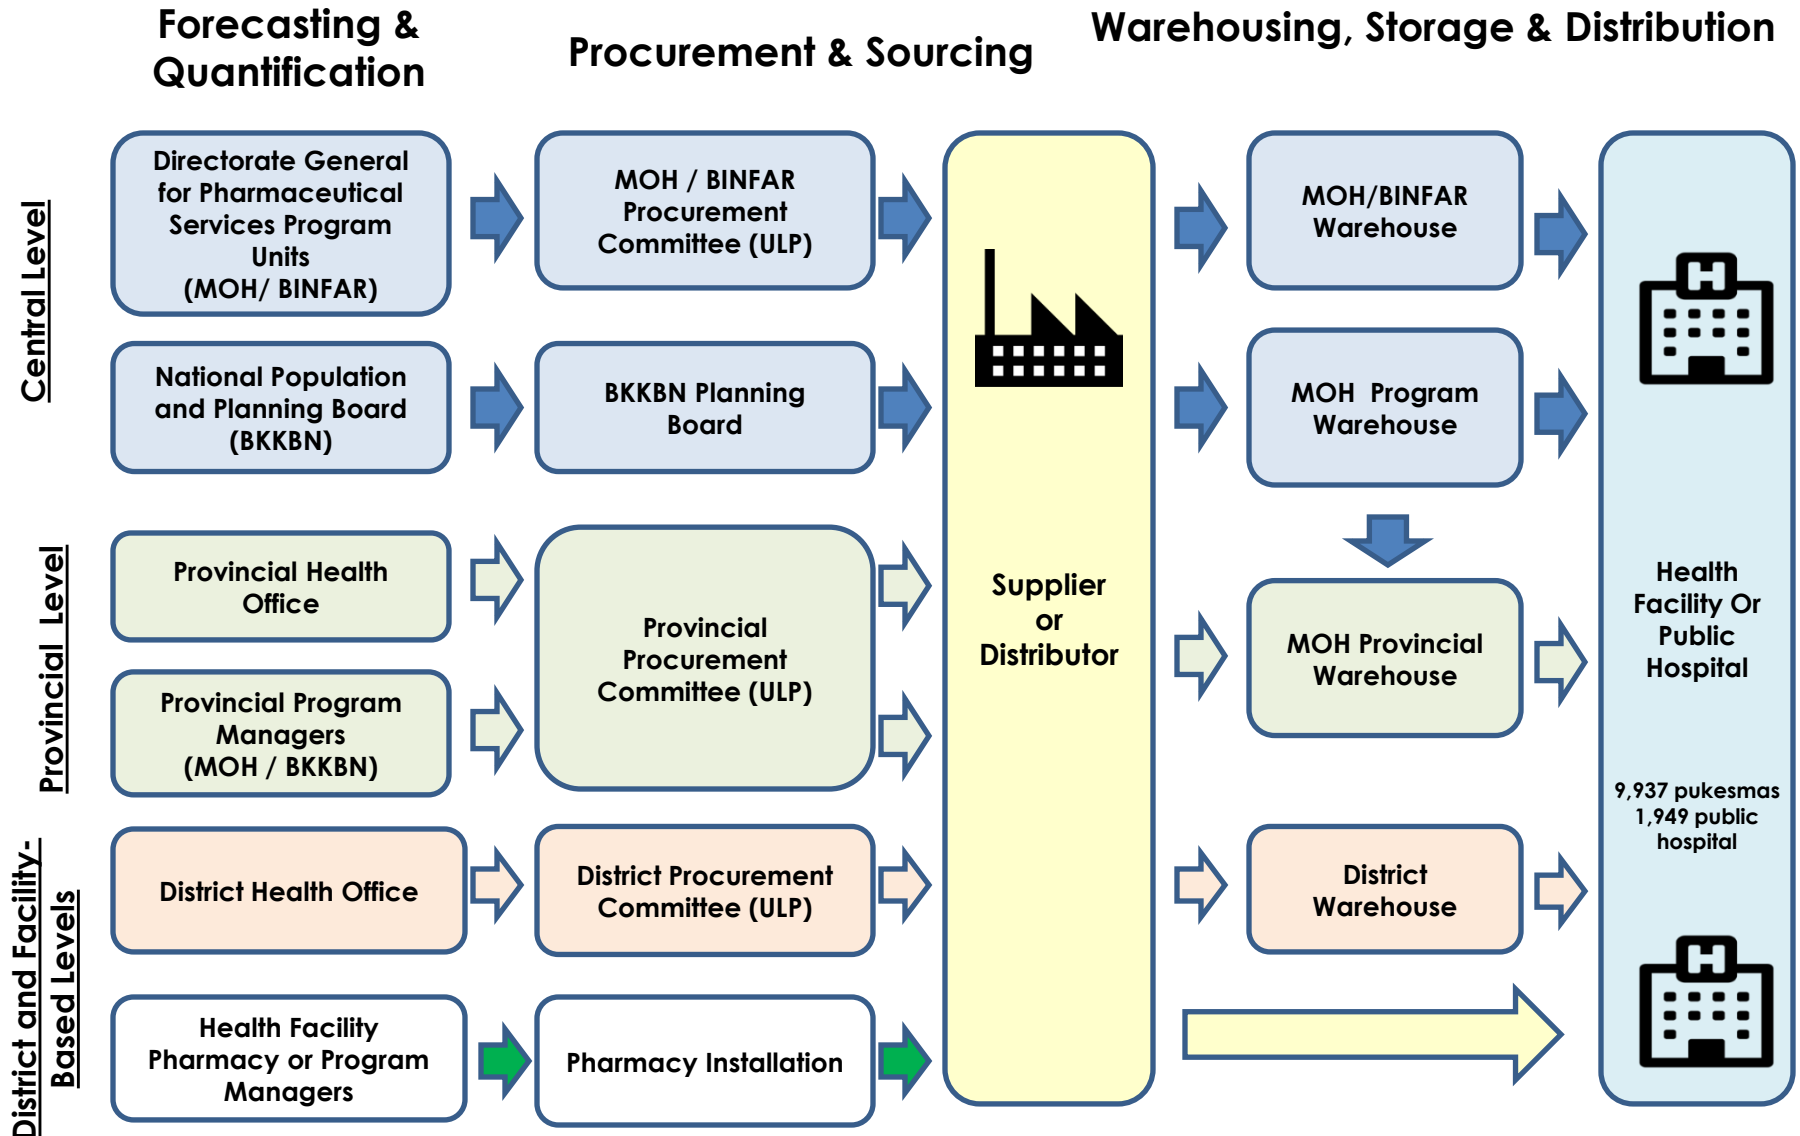 Forecasting &
Quantification
Procurement & Sourcing
Warehousing, Storage & Distribution
Central Level
Directorate General
for Pharmaceutical
Services Program
Units
(MOH/ BINFAR)
MOH / BINFAR
Procurement
Committee (ULP)
MOH/BINFAR
Warehouse
National Population
and Planning Board
(BKKBN)
BKKBN Planning
Board
MOH Program
Warehouse
Provincial Level
Provincial Health
Office
Provincial Program
Managers
(MOH / BKKBN)
Provincial
Procurement
Committee (ULP)
Supplier
or
Distributor
MOH Provincial
Warehouse
Health
Facility Or
Public
Hospital
9,937 pukesmas
1,949 public
hospital
District and Facility-
Based Levels
District Health Office
District Procurement
Committee (ULP)
District
Warehouse
Health Facility
Pharmacy or Program
Managers
Pharmacy Installation